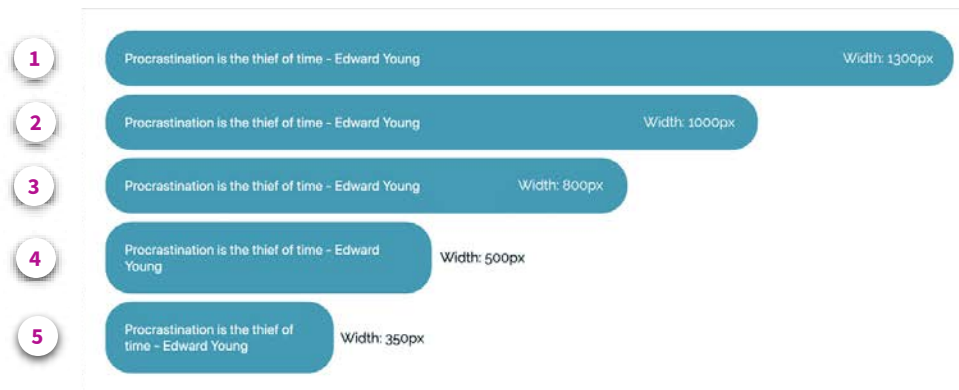 1
Procrastination is the thief of time - Edward Young
Width: 1300px
2
Procrastination is the thief of time - Edward Young
Width: 1000px
3
Procrastination is the thief of time - Edward Young
Width: 800px
4
Procrastination is the thief of time - Edward
Young
Width: 500px
5
Procrastination is the thief of
time - Edward Young
Width: 350px